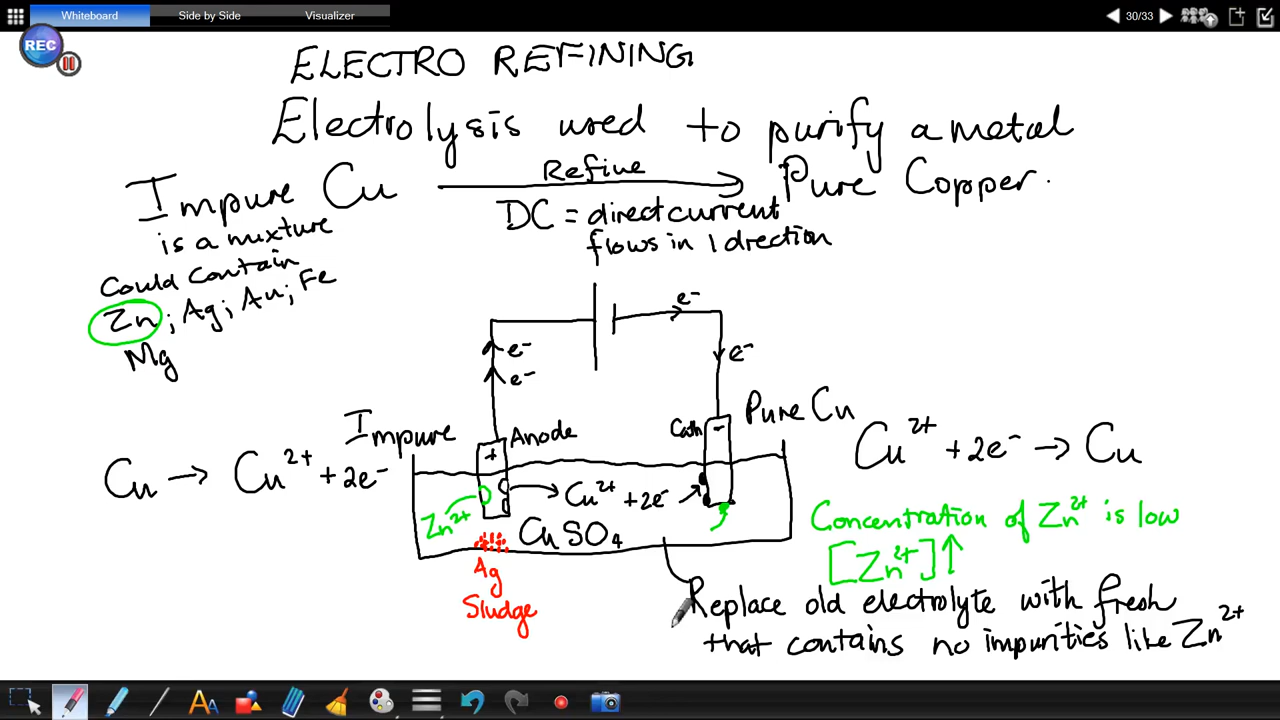 Whiteboard Side by Side Visualizer 30/33
REC
ELECTRO REFINING
Electrolysis used to purify a metal
Impure Cu Refine Pure Copper.
is a mixture
Could contain
Zn; Ag; Au; Fe
Mg
DC = direct current
flows in 1 direction
e⁻
e⁻
e⁻
e⁻
Impure
Anode
+
Cath
-
Pure Cu
Cu → Cu²⁺ + 2e⁻
Cu²⁺ + 2e⁻ → Cu
Cu²⁺ + 2e⁻
Zn²⁺
CuSO₄
Ag
Sludge
Concentration of Zn²⁺ is low
[Zn²⁺] ↑
Replace old electrolyte with fresh
that contains no impurities like Zn²⁺
A A